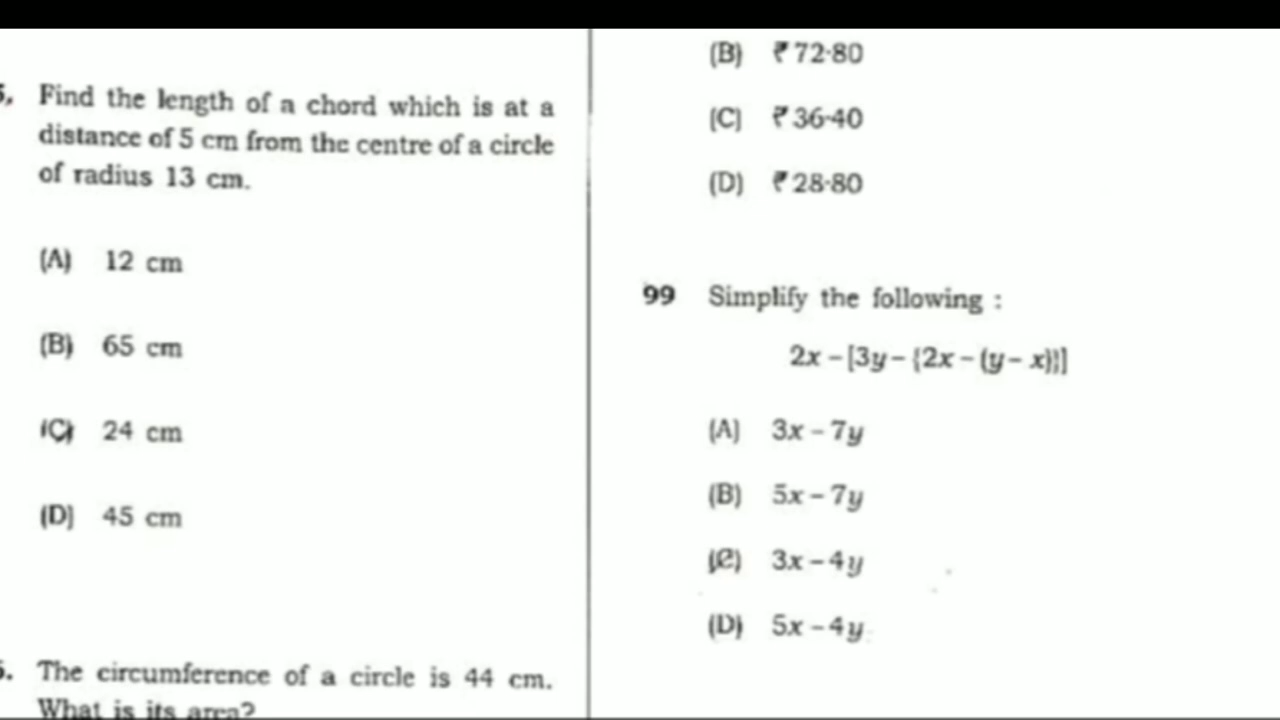 5. Find the length of a chord which is at a
distance of 5 cm from the centre of a circle
of radius 13 cm.
(A) 12 cm
(B) 65 cm
(C) 24 cm
(D) 45 cm
5. The circumference of a circle is 44 cm.
What is its area?
(B) ₹ 72·80
(C) ₹ 36·40
(D) ₹ 28·80
99 Simplify the following :
2x – [3y – {2x – (y – x)}]
(A) 3x – 7y
(B) 5x – 7y
(C) 3x – 4y
(D) 5x – 4y